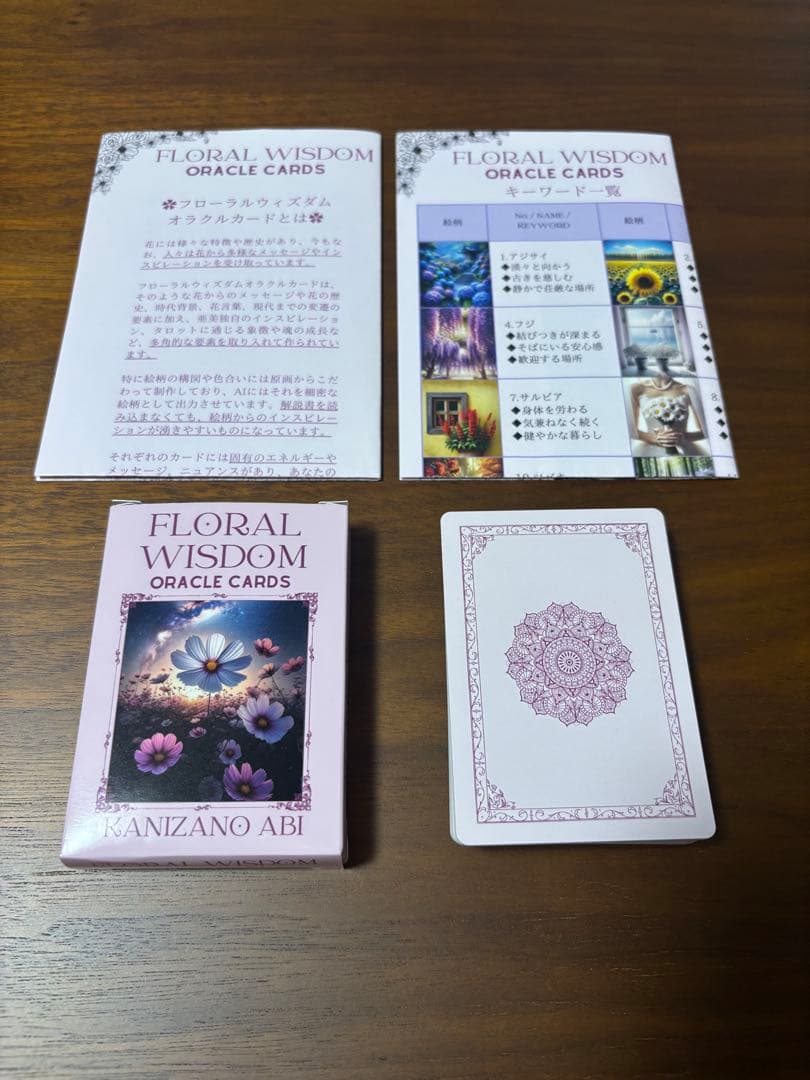 FLORAL WISDOM
ORACLE CARDS
✿フローラルウィズダム
オラクルカードとは✿
花には様々な特徴や歴史があり、今もな
お、人々は花から多様なメッセージやイン
スピレーションを受け取っています。
フローラルウィズダムオラクルカードは、
そのような花からのメッセージや花の歴
史、時代背景、花言葉、現代までの変遷の
要素に加え、亜美独自のインスピレーショ
ン、タロットに通じる象徴や魂の成長な
ど、多角的な要素を取り入れて作られてい
ます。
特に絵柄の構図や色合いには原画からこだ
わって制作しており、AIにはそれを細密な
絵柄として出力させています。解説書を読
み込まなくても、絵柄からのインスピレー
ションが湧きやすいものになっています。
それぞれのカードには固有のエネルギーや
メッセージ、ニュアンスがあり、あなたの
FLORAL WISDOM
ORACLE CARDS
キーワード一覧
絵柄
No / NAME /
KEYWORD
絵柄
1.アジサイ
◆淡々と向かう
◆古きを慈しむ
◆静かで荘厳な場所
2.
4.フジ
◆結びつきが深まる
◆そばにいる安心感
◆歓迎する場所
5.
7.サルビア
◆身体を労わる
◆気兼ねなく続く
◆健やかな暮らし
8.
FLORAL
WISDOM
ORACLE CARDS
KANIZANO ABI
FLORAL WISDOM